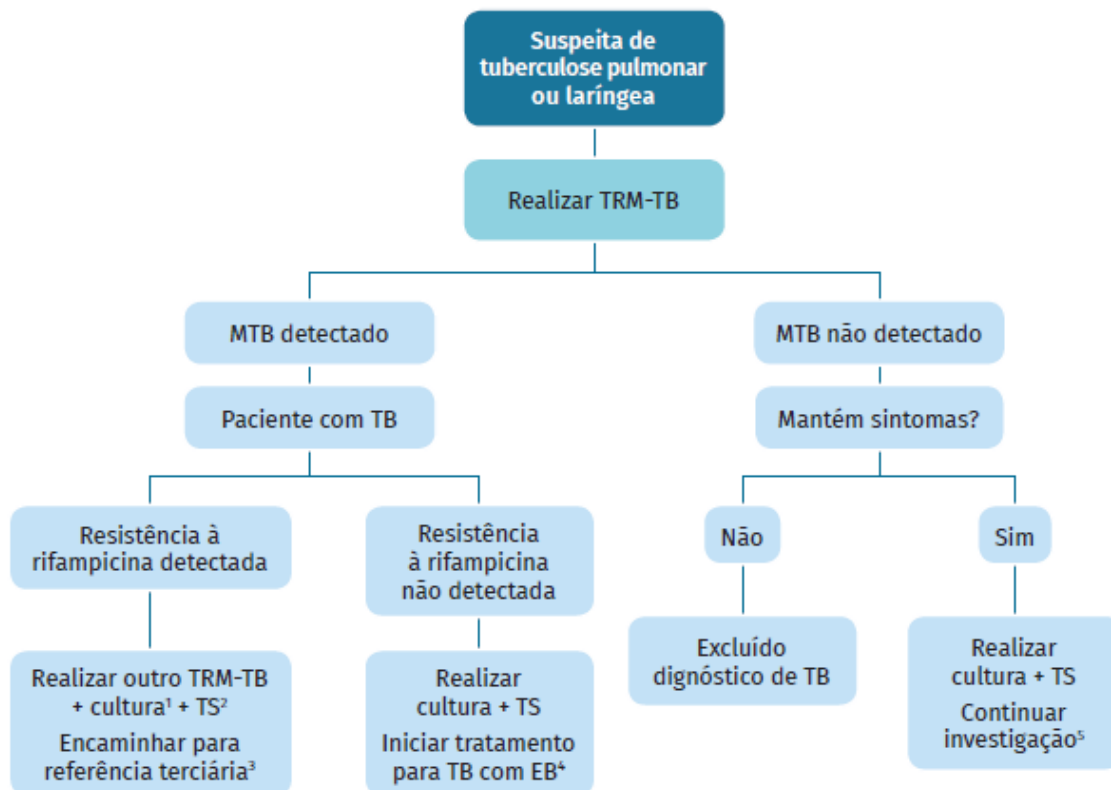 Suspeita de
tuberculose pulmonar
ou laríngea
Realizar TRM-TB
MTB detectado
MTB não detectado
Paciente com TB
Mantém sintomas?
Resistência à
rifampicina detectada
Resistência
à rifampicina
não detectada
Não
Sim
Realizar outro TRM-TB
+ cultura¹ + TS²
Encaminhar para
referência terciária³
Realizar
cultura + TS
Iniciar tratamento
para TB com EB⁴
Excluído
dignóstico de TB
Realizar
cultura + TS
Continuar
investigação⁵